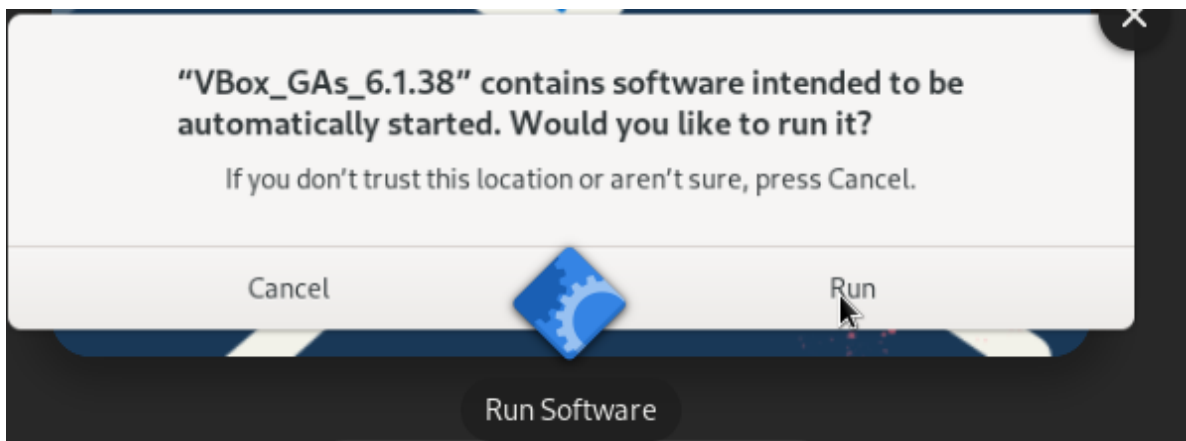 “VBox_GAs_6.1.38” contains software intended to be
automatically started. Would you like to run it?
If you don’t trust this location or aren’t sure, press Cancel.
Cancel
Run
Run Software